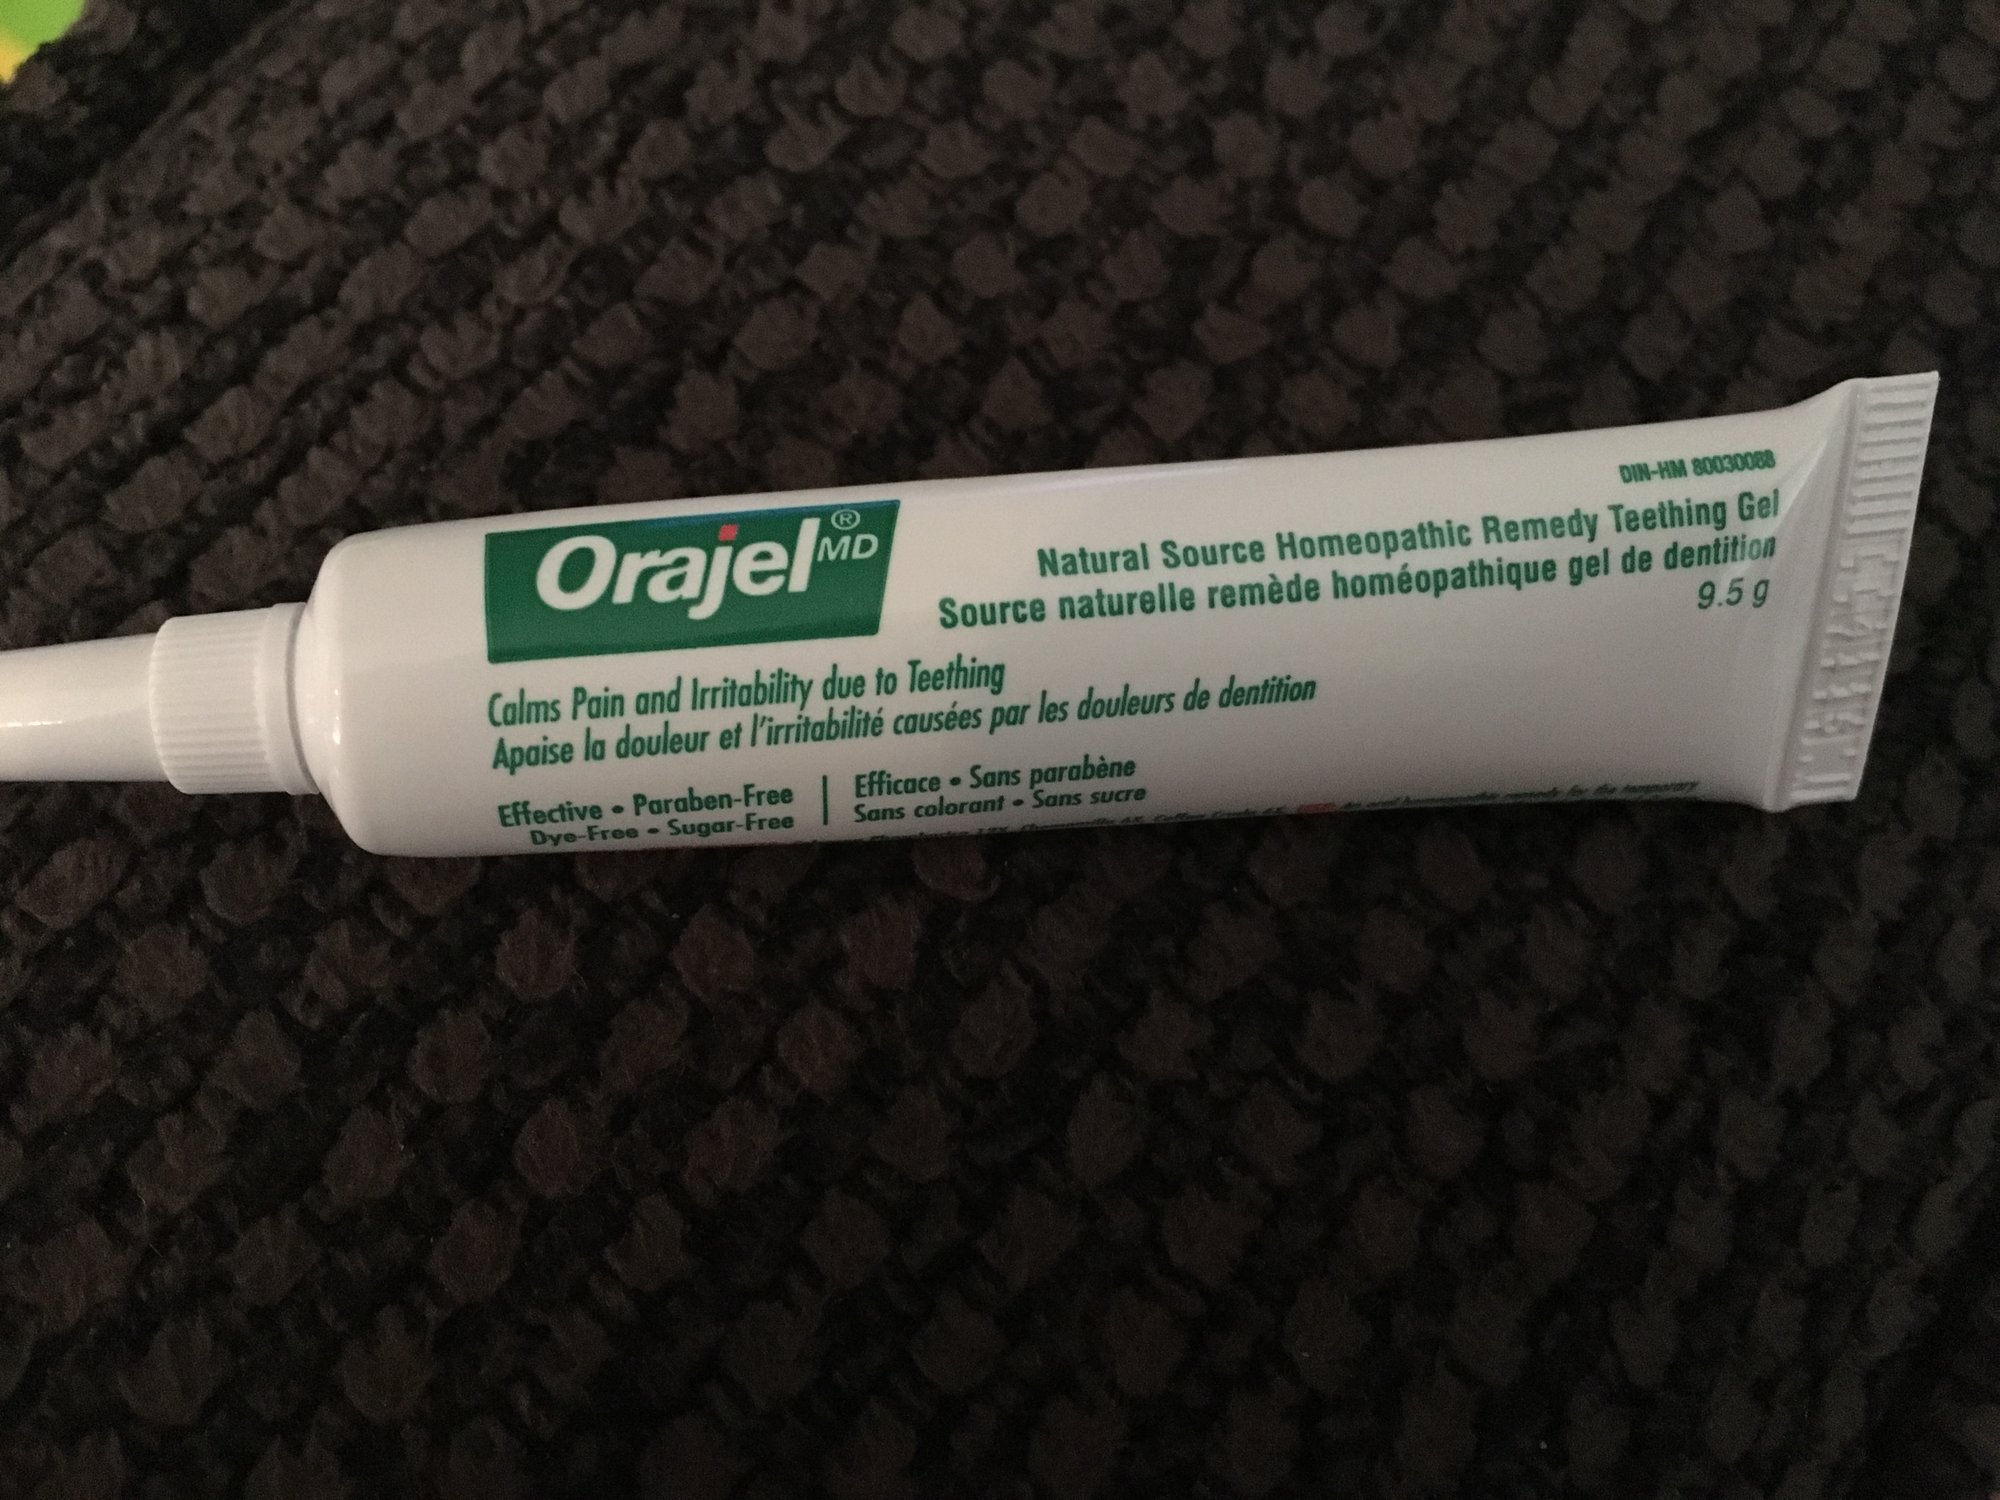 Orajel®MD
DIN-HM 80030088
Natural Source Homeopathic Remedy Teething Gel
Source naturelle remède homéopathique gel de dentition
9.5 g
Calms Pain and Irritability due to Teething
Apaise la douleur et l'irritabilité causées par les douleurs de dentition
Effective • Paraben-Free
Dye-Free • Sugar-Free
Efficace • Sans parabène
Sans colorant • Sans sucre